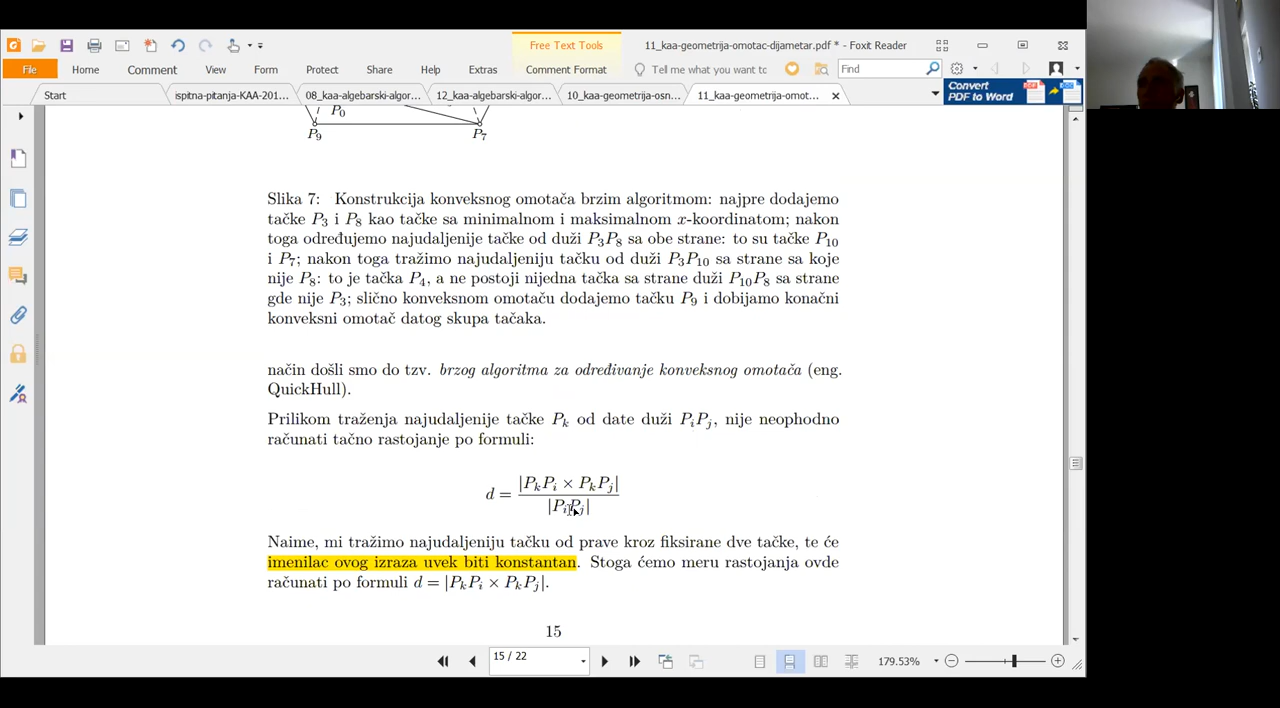 Free Text Tools
11_kaa-geometrija-omotac-dijametar.pdf * - Foxit Reader
File Home Comment View Form Protect Share Help Extras Comment Format Tell me what you want to Find
Start ispitna-pitanja-KAA 12_kaa-algebarski-algor... 10_kaa-geometrija-osn... 11_kaa-geometrija-omot...
Convert
PDF to Word
P0
P9 P7
Slika 7: Konstrukcija konveksnog omotača brzim algoritmom: najpre dodajemo
tačke P3 i P8 kao tačke sa minimalnom i maksimalnom x-koordinatom; nakon
toga određujemo najudaljenije tačke od duži P3P8 sa obe strane: to su tačke P10
i P7; nakon toga tražimo najudaljeniju tačku od duži P3P10 sa strane sa koje
nije P8: to je tačka P4, a ne postoji nijedna tačka sa strane duži P10P8 sa strane
gde nije P3; slično konveksnom omotaču dodajemo tačku P9 i dobijamo konačni
konveksni omotač datog skupa tačaka.
način došli smo do tzv. brzog algoritma za određivanje konveksnog omotača (eng.
QuickHull).
Prilikom traženja najudaljenije tačke Pk od date duži PiPj, nije neophodno
računati tačno rastojanje po formuli:
d = |PkPi × PkPj| / |PiPj|
Naime, mi tražimo najudaljeniju tačku od prave kroz fiksirane dve tačke, te će
imenilac ovog izraza uvek biti konstantan. Stoga ćemo meru rastojanja ovde
računati po formuli d = |PkPi × PkPj|.
15
15 / 22
179.53%